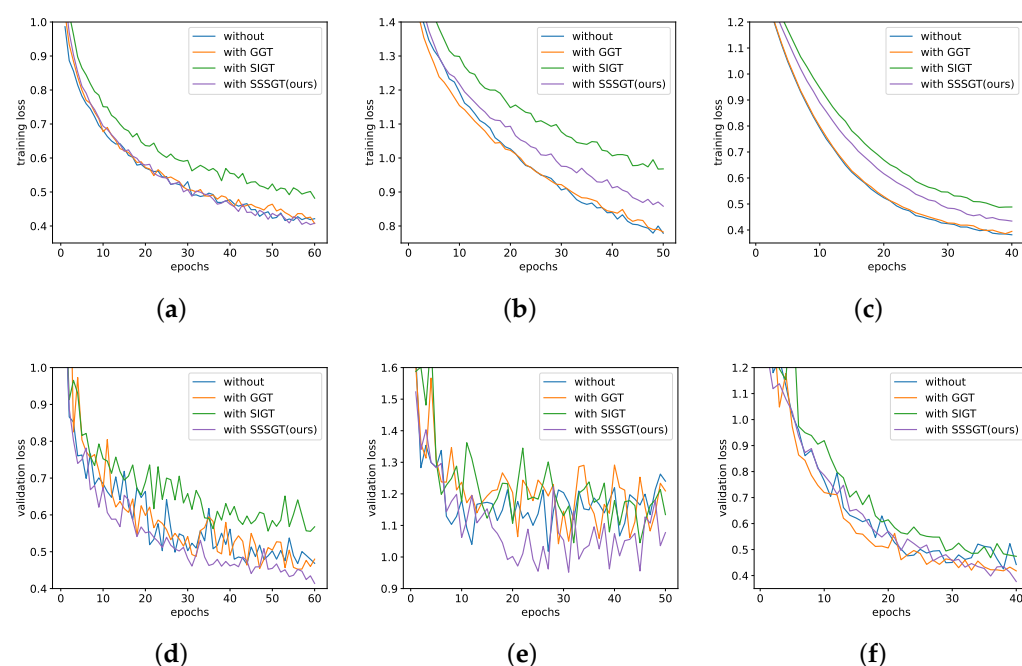 1.0
0.9
0.8
0.7
0.6
0.5
0.4
training loss
0 10 20 30 40 50 60
epochs
without
with GGT
with SIGT
with SSSGT(ours)
(a)
1.4
1.3
1.2
1.1
1.0
0.9
0.8
training loss
0 10 20 30 40 50
epochs
without
with GGT
with SIGT
with SSSGT(ours)
(b)
1.2
1.1
1.0
0.9
0.8
0.7
0.6
0.5
0.4
training loss
0 10 20 30 40
epochs
without
with GGT
with SIGT
with SSSGT(ours)
(c)
1.0
0.9
0.8
0.7
0.6
0.5
0.4
validation loss
0 10 20 30 40 50 60
epochs
without
with GGT
with SIGT
with SSSGT(ours)
(d)
1.6
1.5
1.4
1.3
1.2
1.1
1.0
0.9
validation loss
0 10 20 30 40 50
epochs
without
with GGT
with SIGT
with SSSGT(ours)
(e)
1.2
1.1
1.0
0.9
0.8
0.7
0.6
0.5
0.4
validation loss
0 10 20 30 40
epochs
without
with GGT
with SIGT
with SSSGT(ours)
(f)